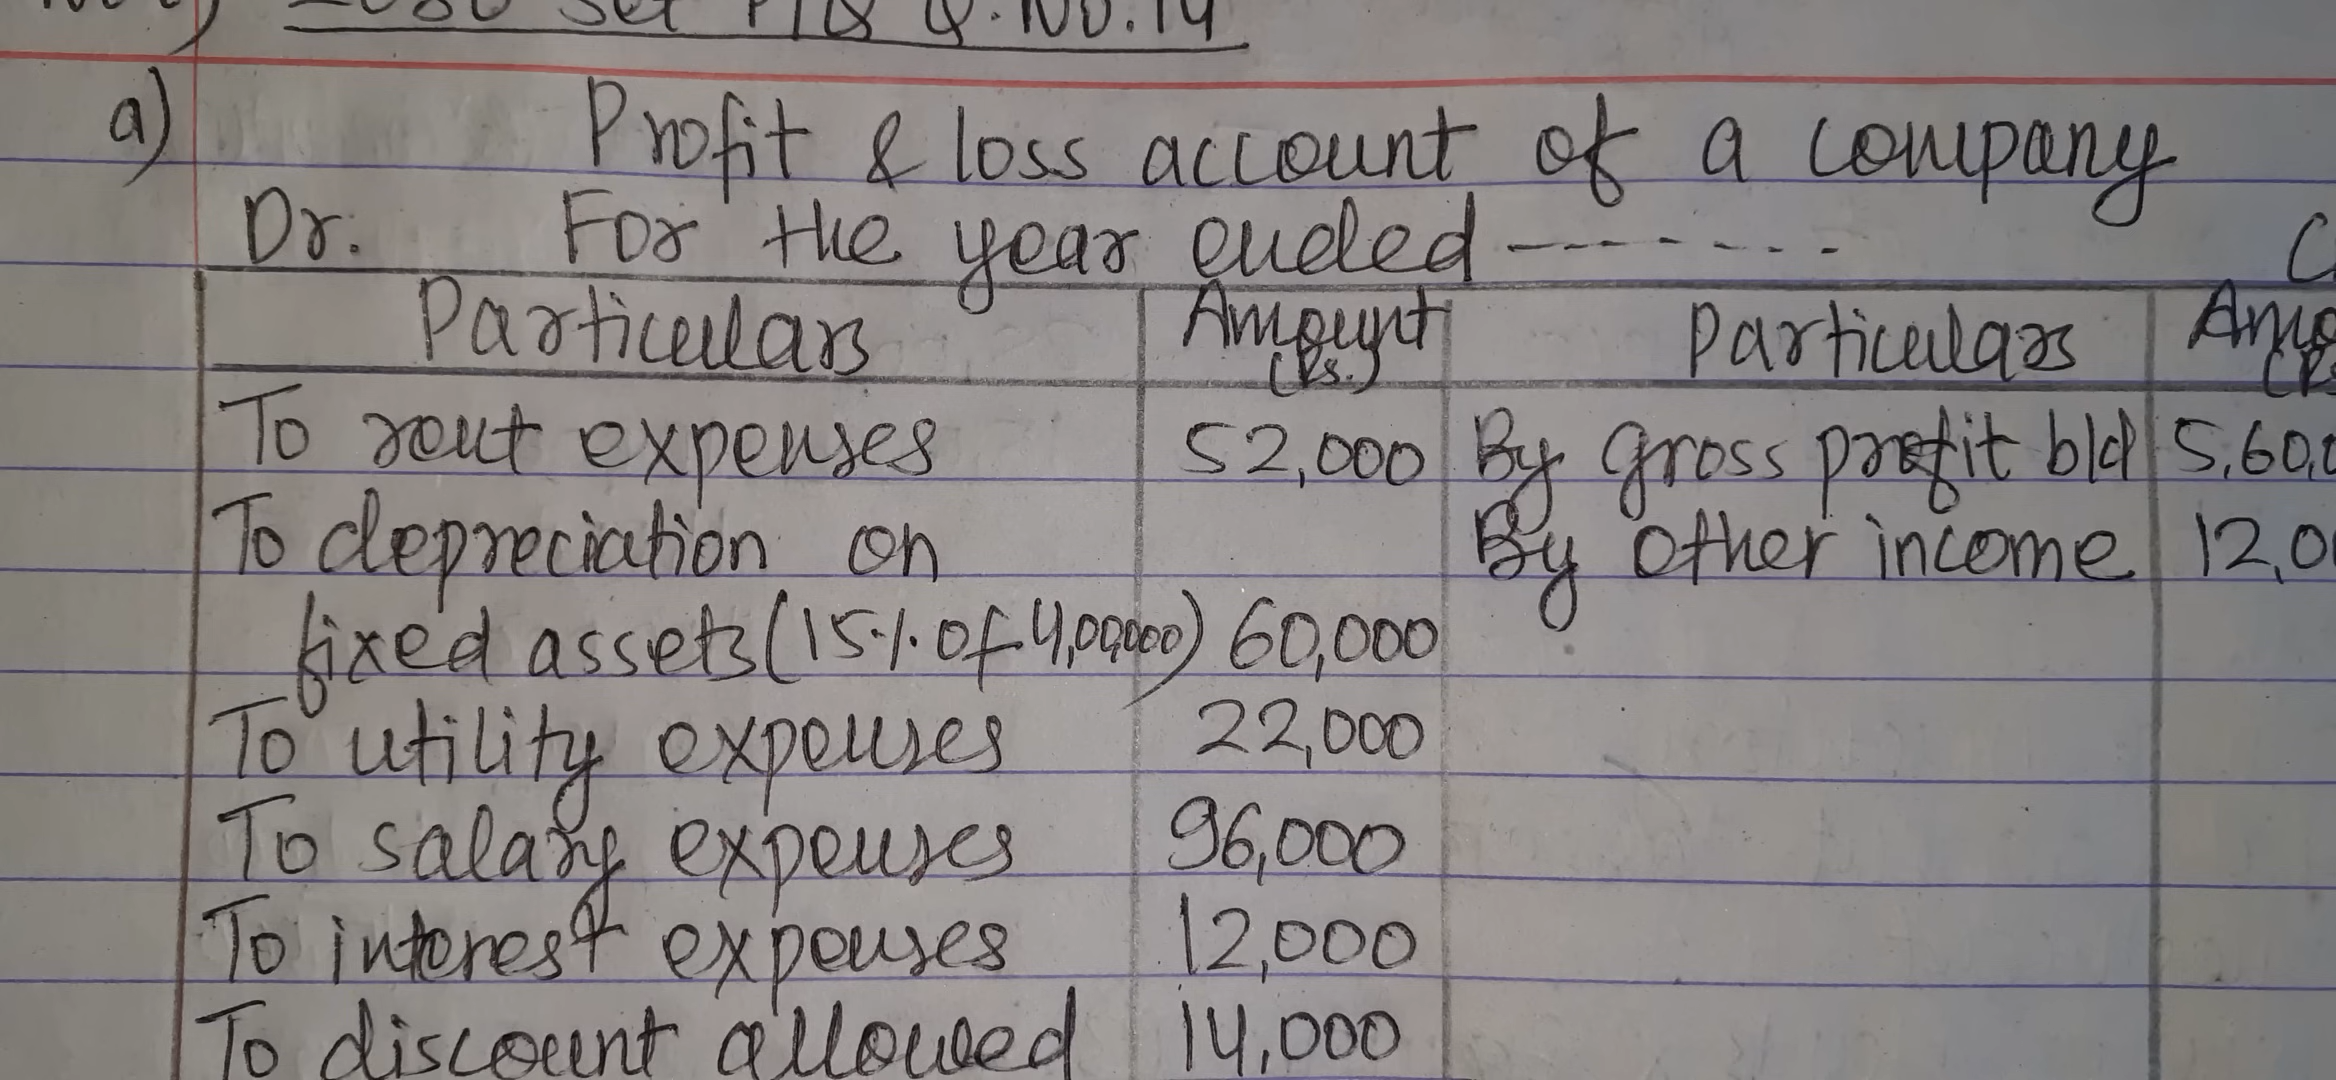 Set Q.No.14
a) Profit & loss account of a company
Dr. For the year ended -------
Particulars Amount (Rs.) Particulars
To rent expenses 52,000 By gross profit b/d
To depreciation on By other income
fixed assets (15% of 4,00,000) 60,000
To utility expenses 22,000
To salary expenses 96,000
To interest expenses 12,000
To discount allowed 14,000